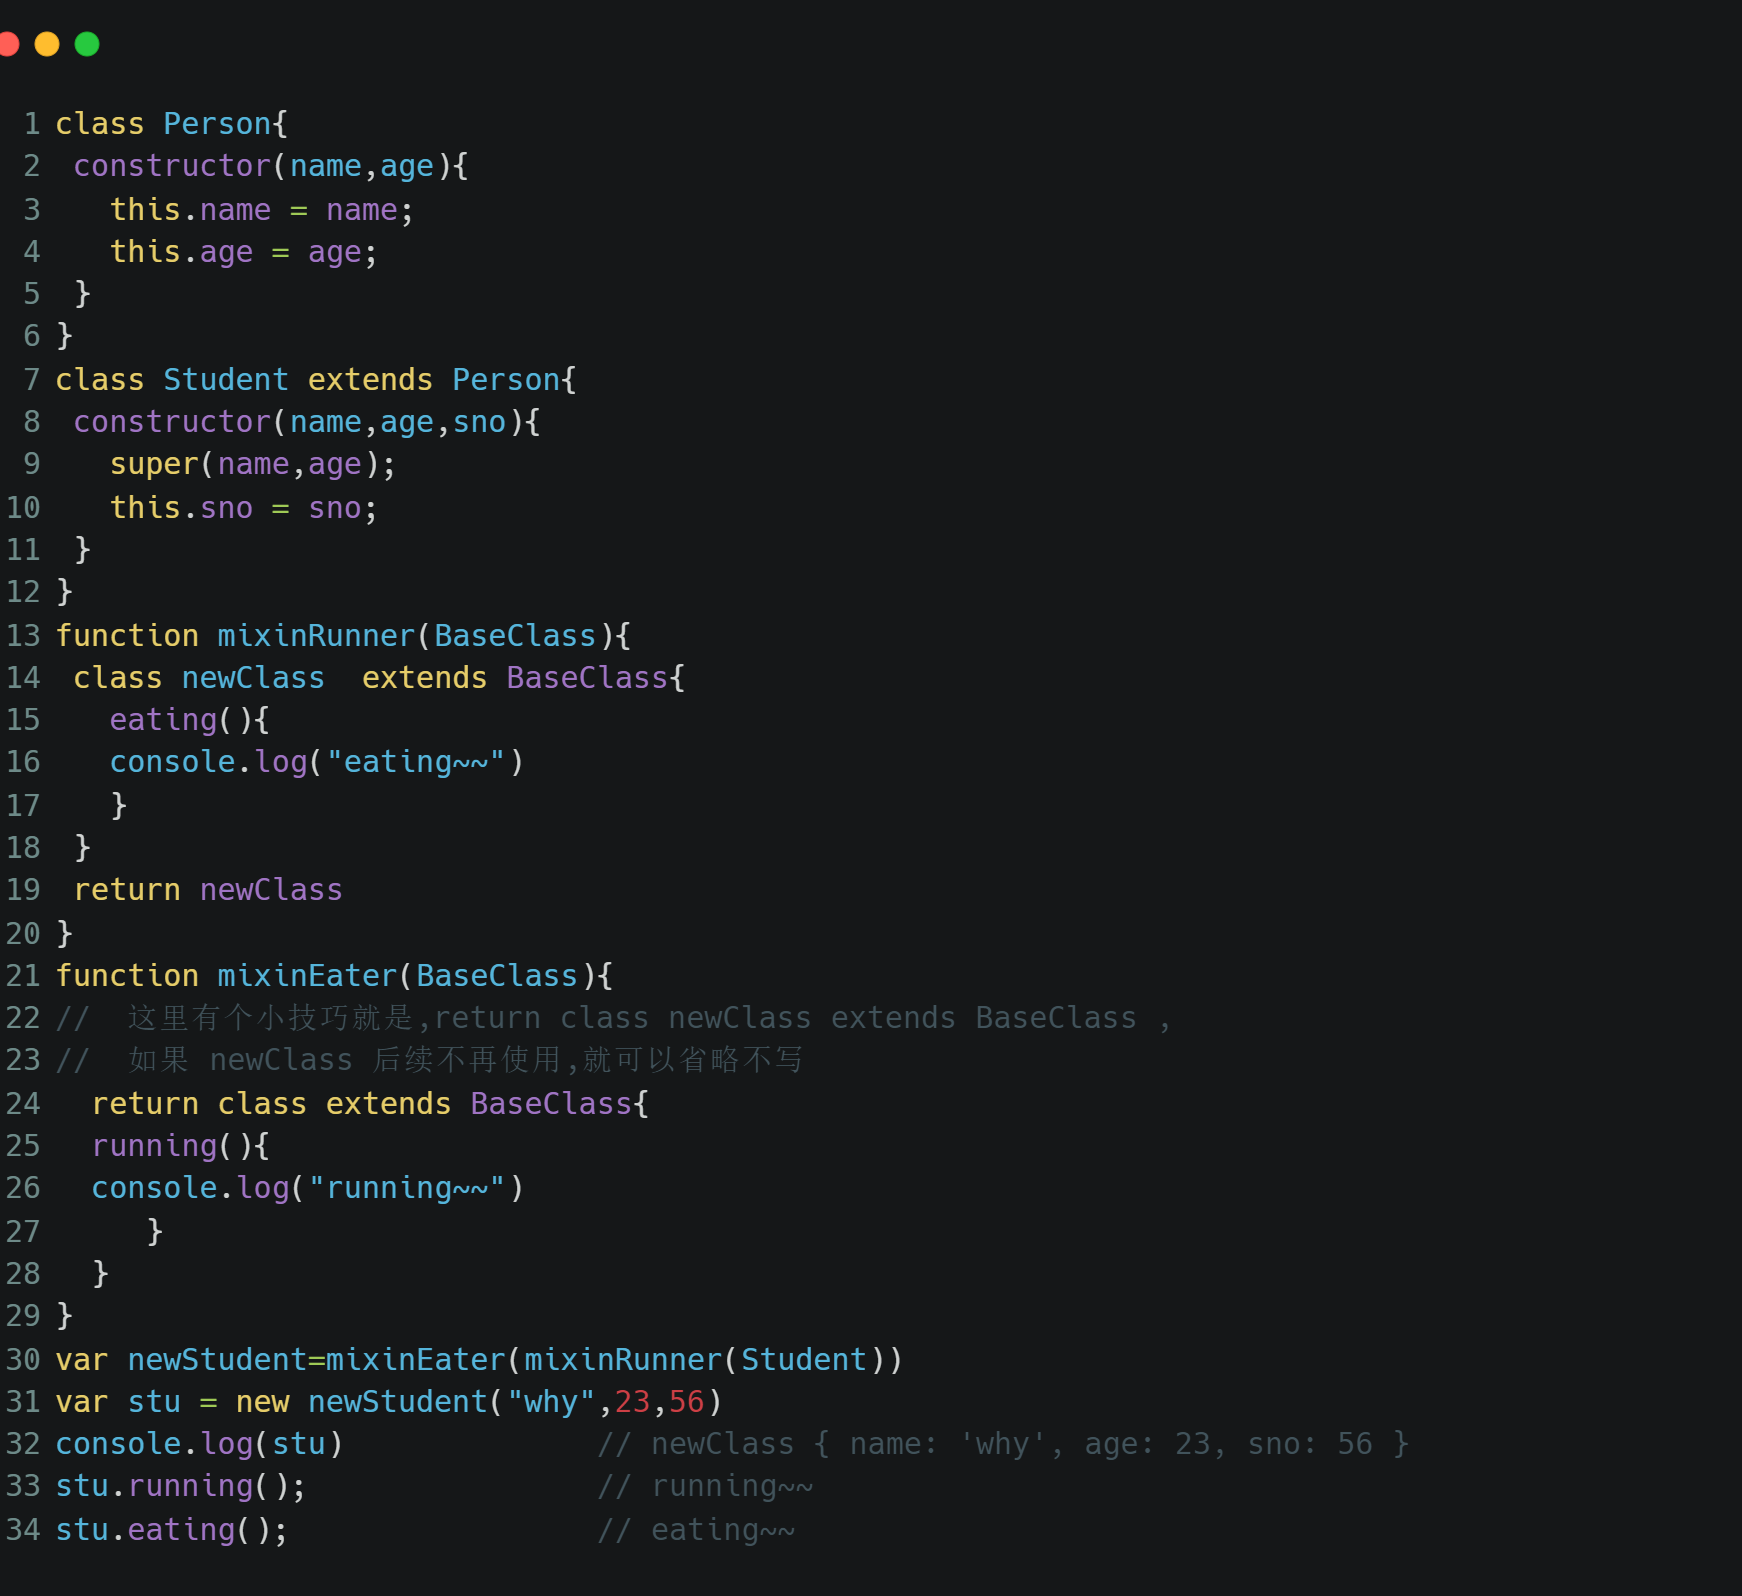 1 class Person{
2  constructor(name,age){
3    this.name = name;
4    this.age = age;
5  }
6 }
7 class Student extends Person{
8  constructor(name,age,sno){
9    super(name,age);
10    this.sno = sno;
11  }
12 }
13 function mixinRunner(BaseClass){
14  class newClass  extends BaseClass{
15    eating(){
16    console.log("eating~~")
17    }
18  }
19  return newClass
20 }
21 function mixinEater(BaseClass){
22 //  这里有个小技巧就是,return class newClass extends BaseClass ,
23 //  如果 newClass 后续不再使用,就可以省略不写
24   return class extends BaseClass{
25   running(){
26   console.log("running~~")
27      }
28   }
29 }
30 var newStudent=mixinEater(mixinRunner(Student))
31 var stu = new newStudent("why",23,56)
32 console.log(stu)              // newClass { name: 'why', age: 23, sno: 56 }
33 stu.running();                // running~~
34 stu.eating();                 // eating~~